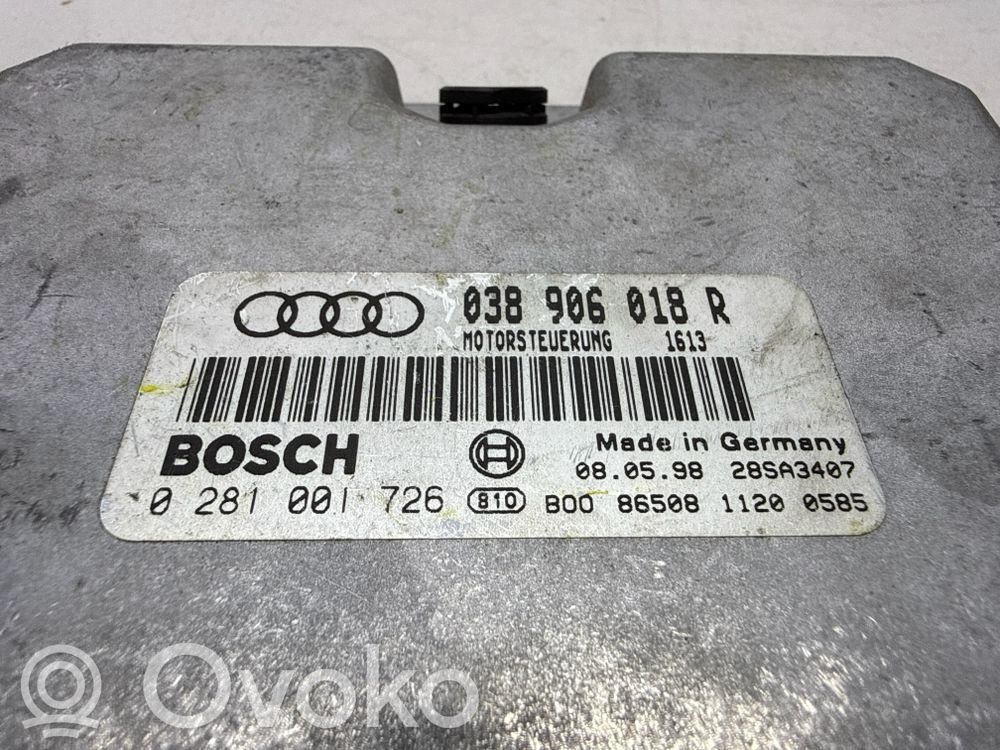 038 906 018 R
MOTORSTEUERUNG 1613
BOSCH
Made in Germany
08.05.98 28SA3407
0 281 001 726 810 B00 86508 1120 0585
Ovoko